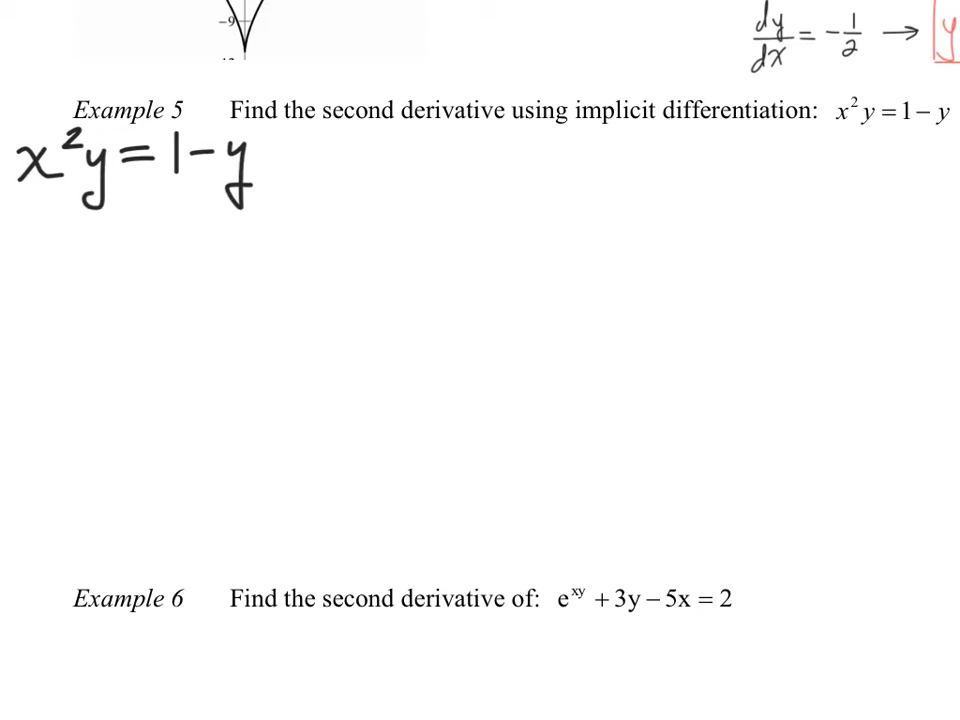 -9
dy/dx = -1/2 → y
Example 5 Find the second derivative using implicit differentiation: x²y = 1 - y
x²y = 1 - y
Example 6 Find the second derivative of: e^{xy} + 3y - 5x = 2